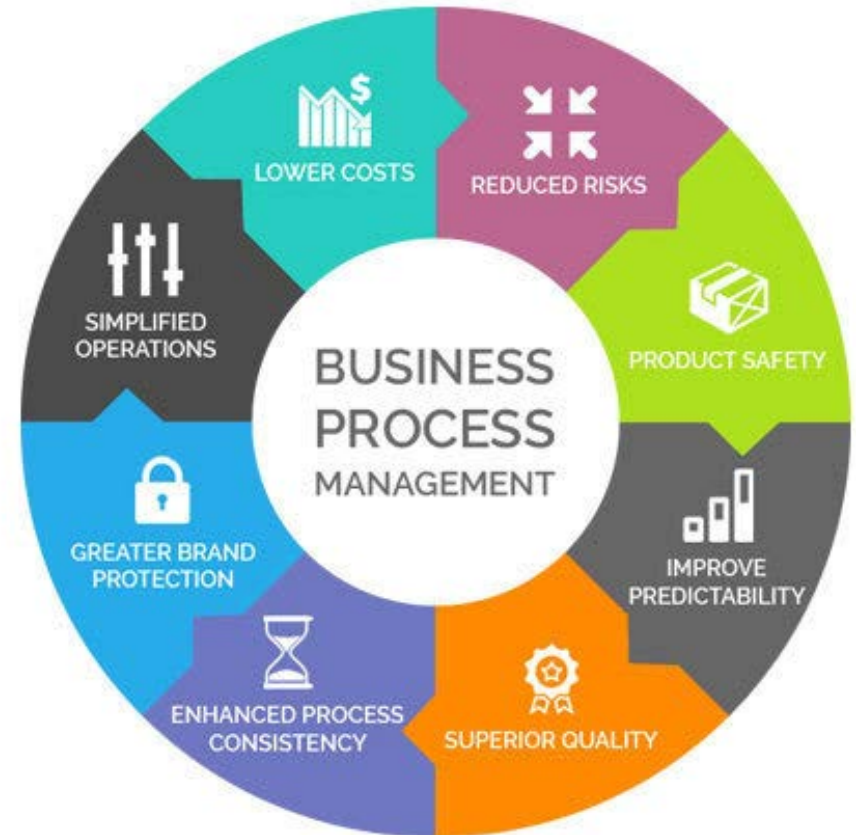 BUSINESS
PROCESS
MANAGEMENT
LOWER COSTS
REDUCED RISKS
PRODUCT SAFETY
IMPROVE
PREDICTABILITY
SUPERIOR QUALITY
ENHANCED PROCESS
CONSISTENCY
GREATER BRAND
PROTECTION
SIMPLIFIED
OPERATIONS
$